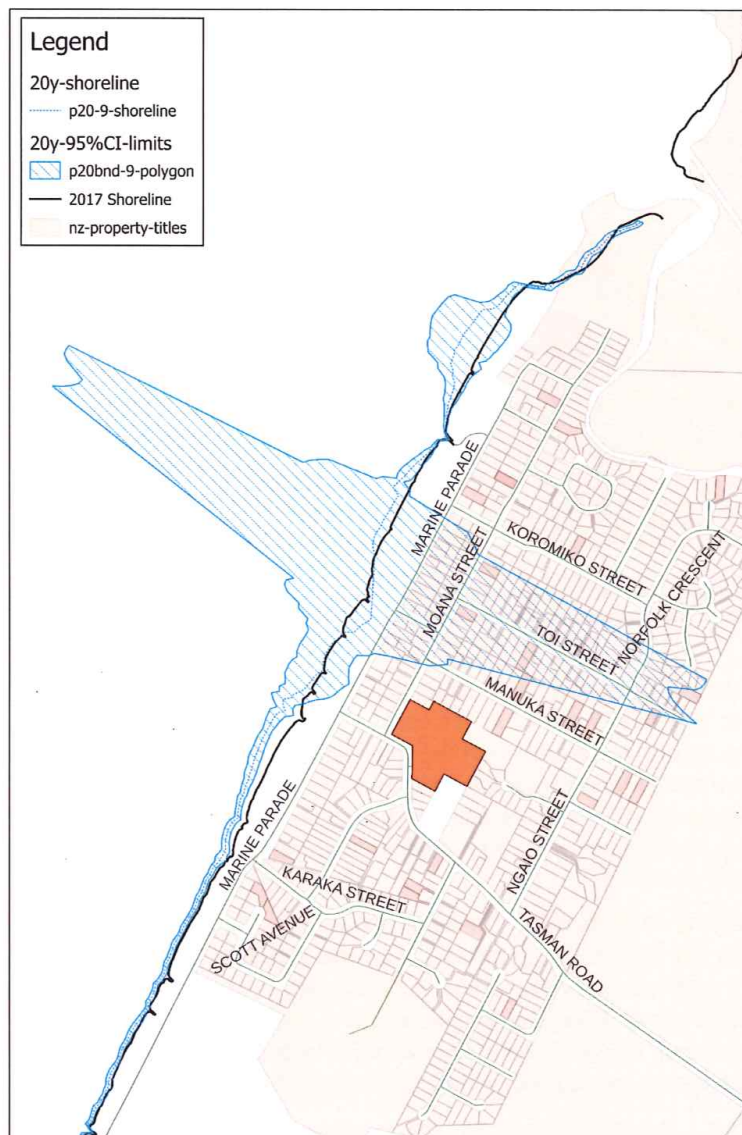 Legend
20y-shoreline
p20-9-shoreline
20y-95%CI-limits
p20bnd-9-polygon
2017 Shoreline
nz-property-titles
MARINE PARADE
KOROMIKO STREET
NORFOLK CRESCENT
MOANA STREET
TOI STREET
MANUKA STREET
MARINE PARADE
NGAIO STREET
KARAKA STREET
SCOTT AVENUE
TASMAN ROAD